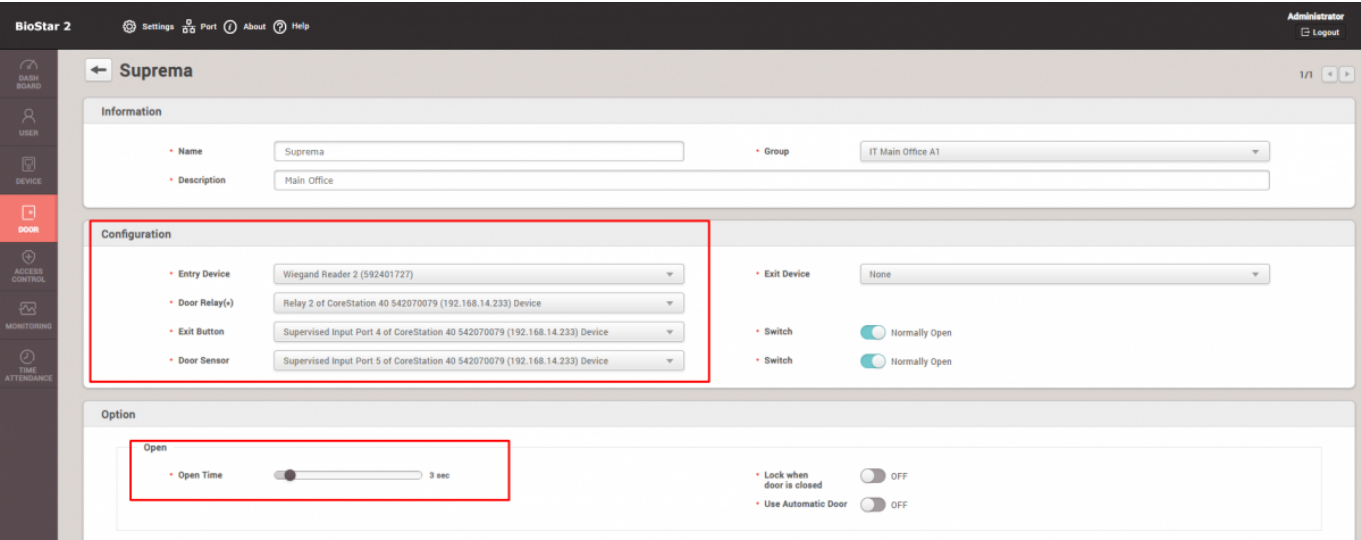 BioStar 2
Settings Port About Help
Administrator
Logout
DASH
BOARD
USER
DEVICE
DOOR
ACCESS
CONTROL
MONITORING
TIME
ATTENDANCE
Suprema
1/1
Information
• Name Suprema
• Group IT Main Office A1
• Description Main Office
Configuration
• Entry Device Wiegand Reader 2 (592401727)
• Exit Device None
• Door Relay(*) Relay 2 of CoreStation 40 542070079 (192.168.14.233) Device
• Exit Button Supervised Input Port 4 of CoreStation 40 542070079 (192.168.14.233) Device
• Switch Normally Open
• Door Sensor Supervised Input Port 5 of CoreStation 40 542070079 (192.168.14.233) Device
• Switch Normally Open
Option
Open
• Open Time 3 sec
• Lock when
door is closed OFF
• Use Automatic Door OFF